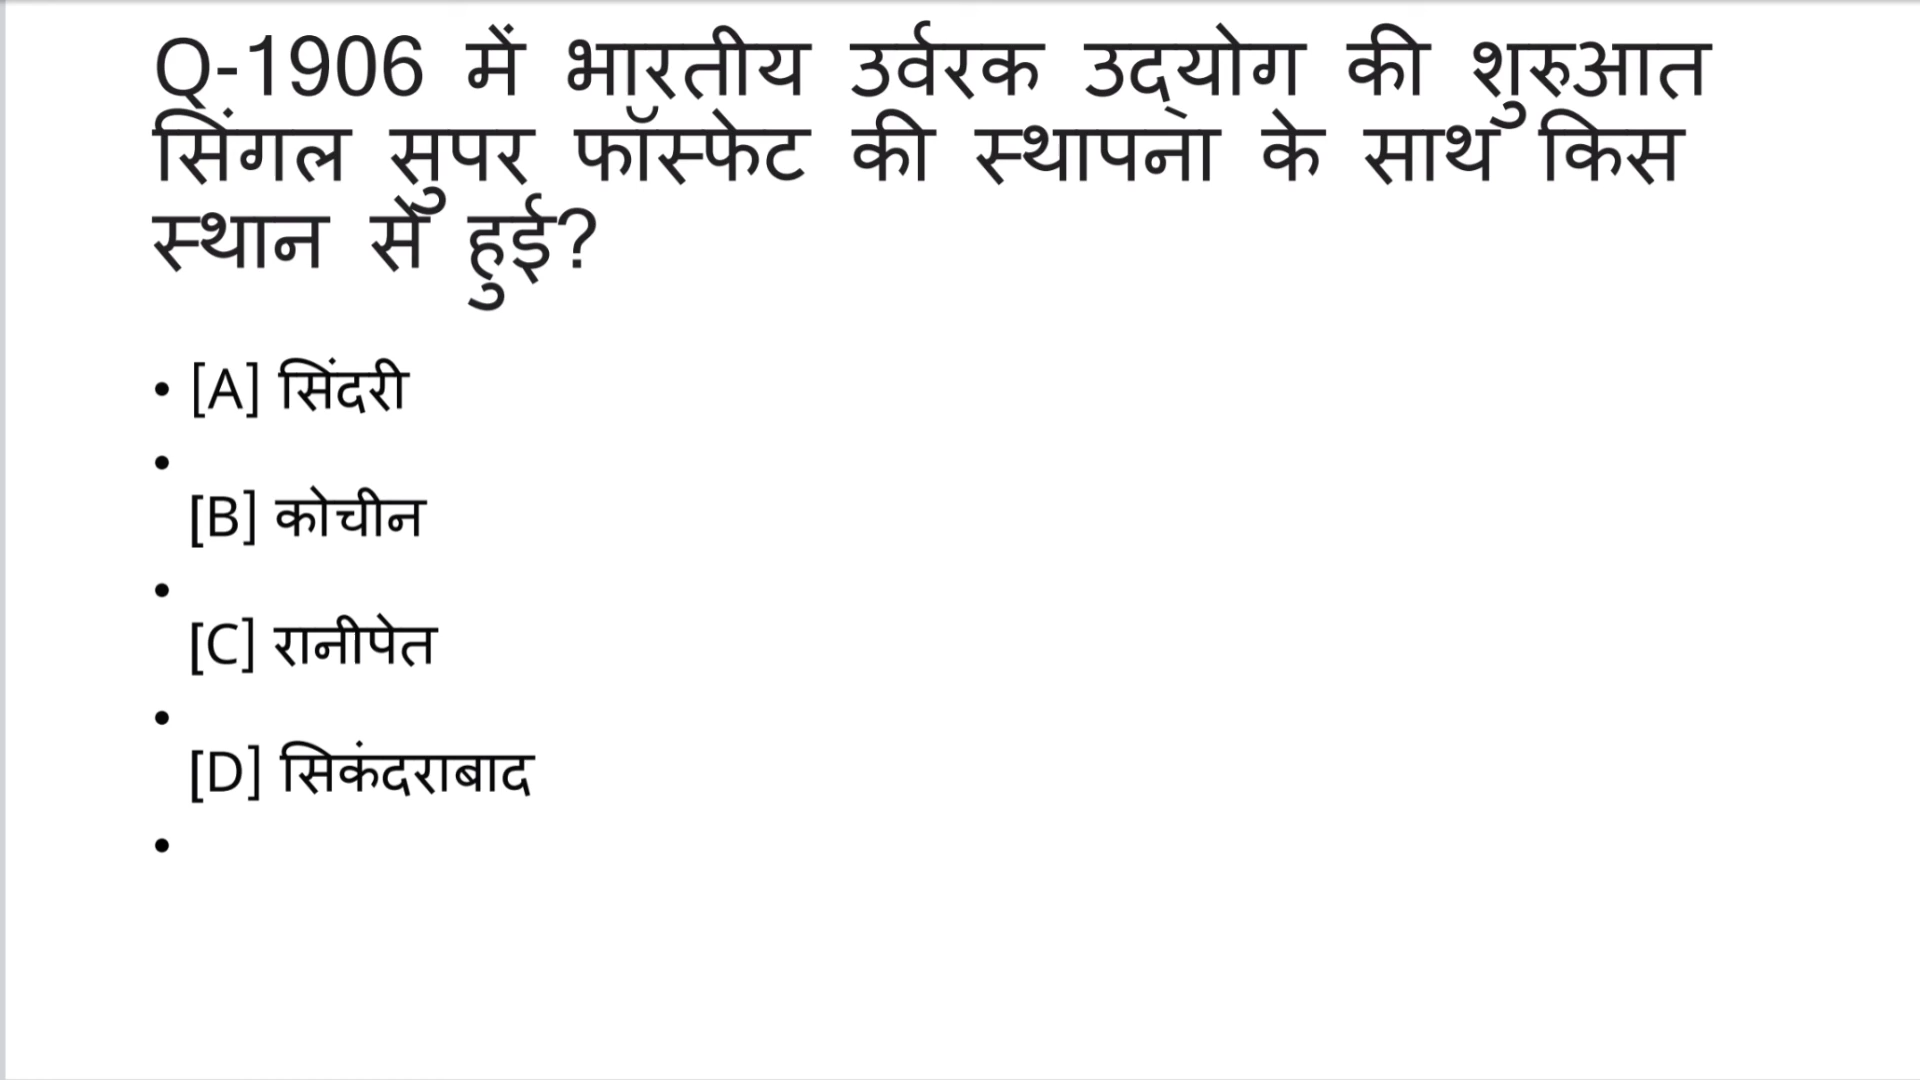 Q-1906 में भारतीय उर्वरक उद्योग की शुरुआत
सिंगल सुपर फॉस्फेट की स्थापना के साथ किस
स्थान से हुई?
• [A] सिंदरी
•
[B] कोचीन
•
[C] रानीपेत
•
[D] सिकंदराबाद
•